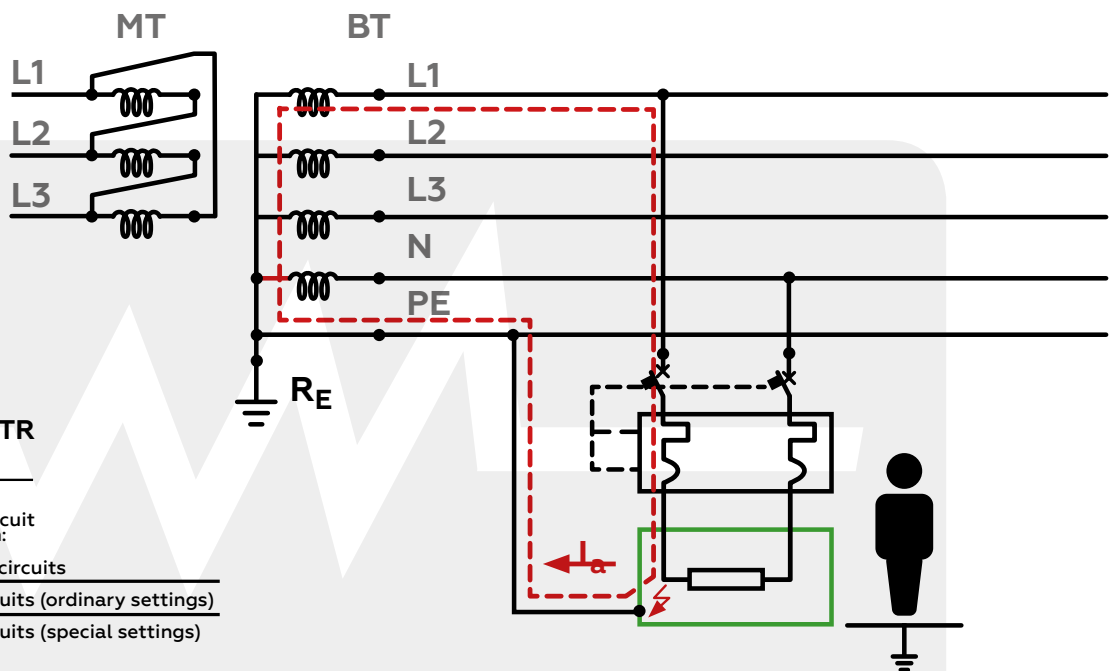 MT
BT
L1
L1
L2
L2
L3
L3
N
PE
RE
TR
cuit
:
circuits
uits (ordinary settings)
uits (special settings)
Ia